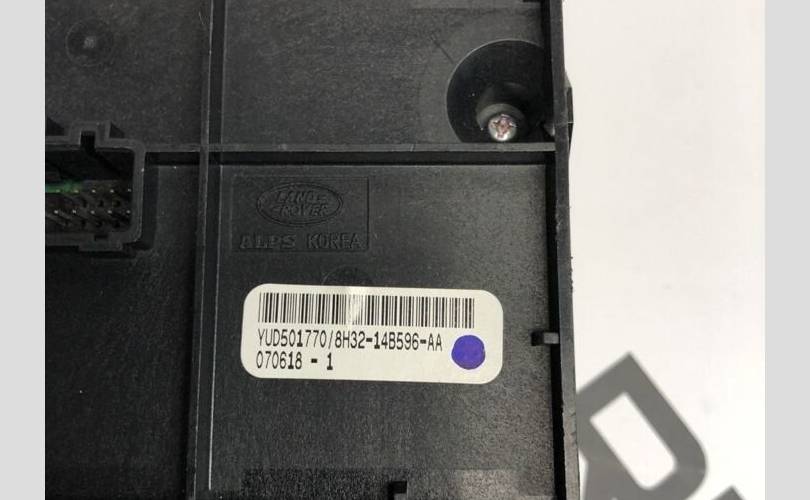 LAND-
ROVER
ALPS KOREA
YUD501770/8H32-14B596-AA
070618 - 1